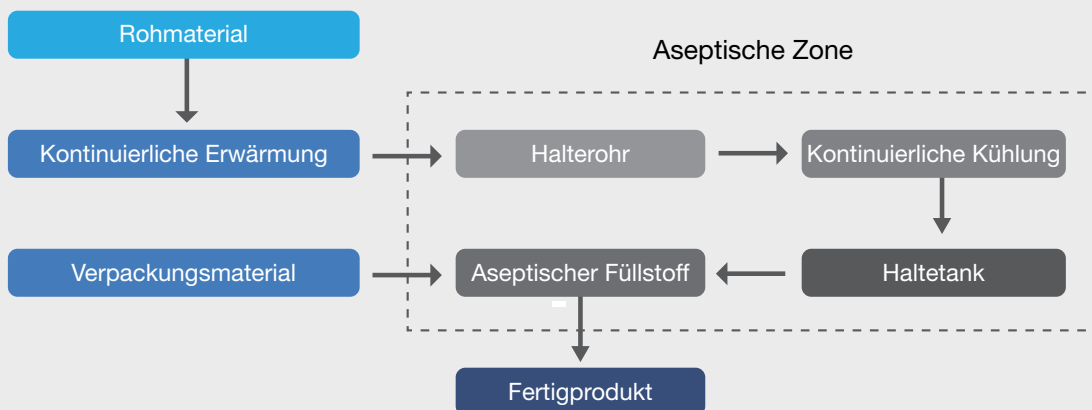 Rohmaterial
Aseptische Zone
Kontinuierliche Erwärmung
Halterohr
Kontinuierliche Kühlung
Verpackungsmaterial
Aseptischer Füllstoff
Haltetank
Fertigprodukt